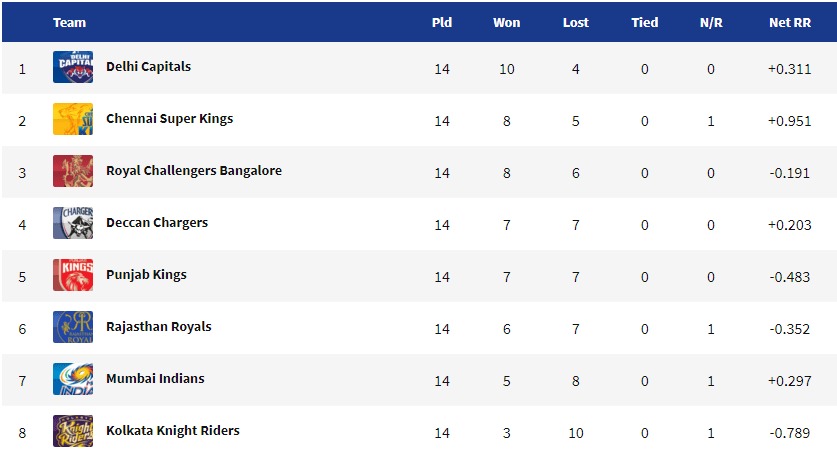 Team Pld Won Lost Tied N/R Net RR
1 Delhi Capitals 14 10 4 0 0 +0.311
2 Chennai Super Kings 14 8 5 0 1 +0.951
3 Royal Challengers Bangalore 14 8 6 0 0 -0.191
4 Deccan Chargers 14 7 7 0 0 +0.203
5 Punjab Kings 14 7 7 0 0 -0.483
6 Rajasthan Royals 14 6 7 0 1 -0.352
7 Mumbai Indians 14 5 8 0 1 +0.297
8 Kolkata Knight Riders 14 3 10 0 1 -0.789